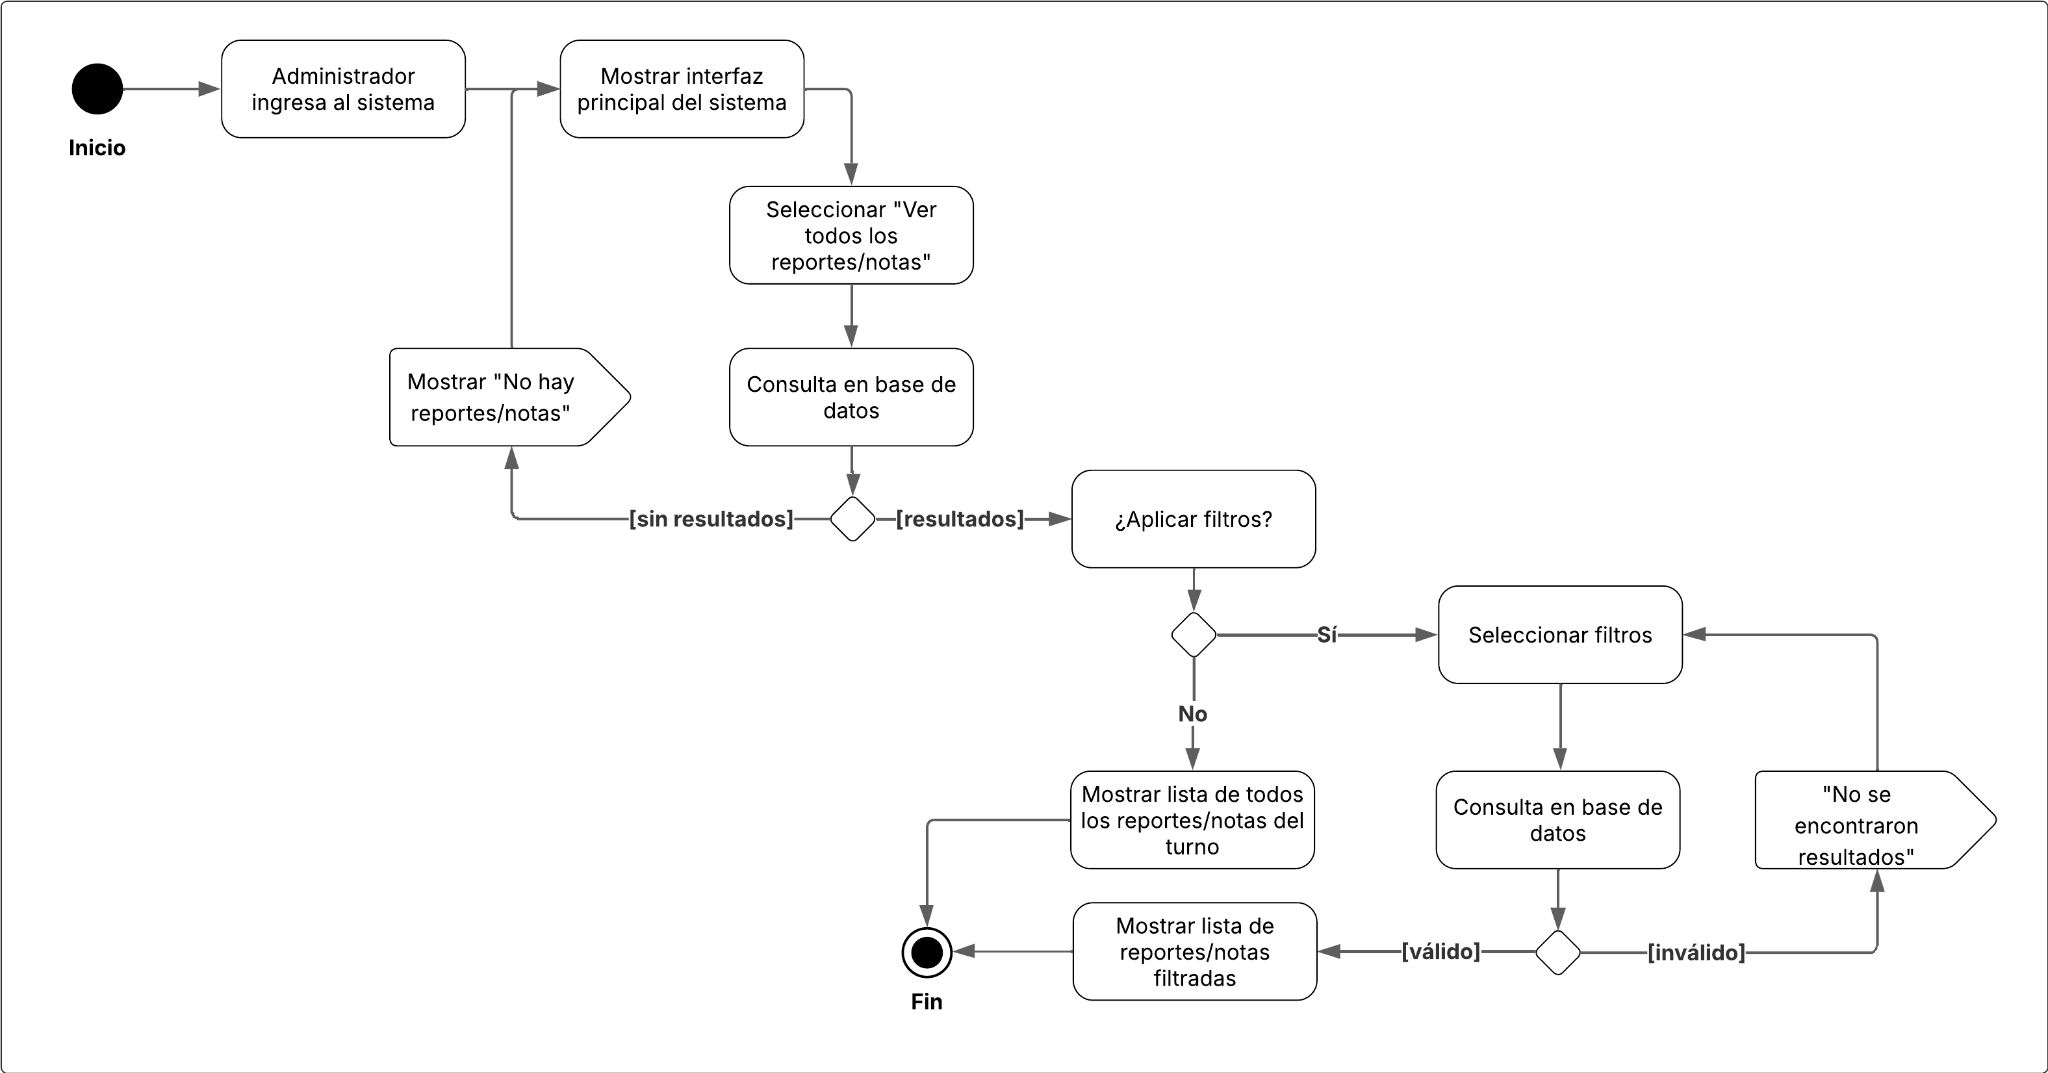 Administrador
ingresa al sistema
Mostrar interfaz
principal del sistema
Inicio
Seleccionar "Ver
todos los
reportes/notas"
Mostrar "No hay
reportes/notas"
Consulta en base de
datos
[sin resultados]
[resultados]
¿Aplicar filtros?
Sí
Seleccionar filtros
No
Mostrar lista de todos
los reportes/notas del
turno
Consulta en base de
datos
"No se
encontraron
resultados"
Mostrar lista de
reportes/notas
filtradas
[válido]
[inválido]
Fin